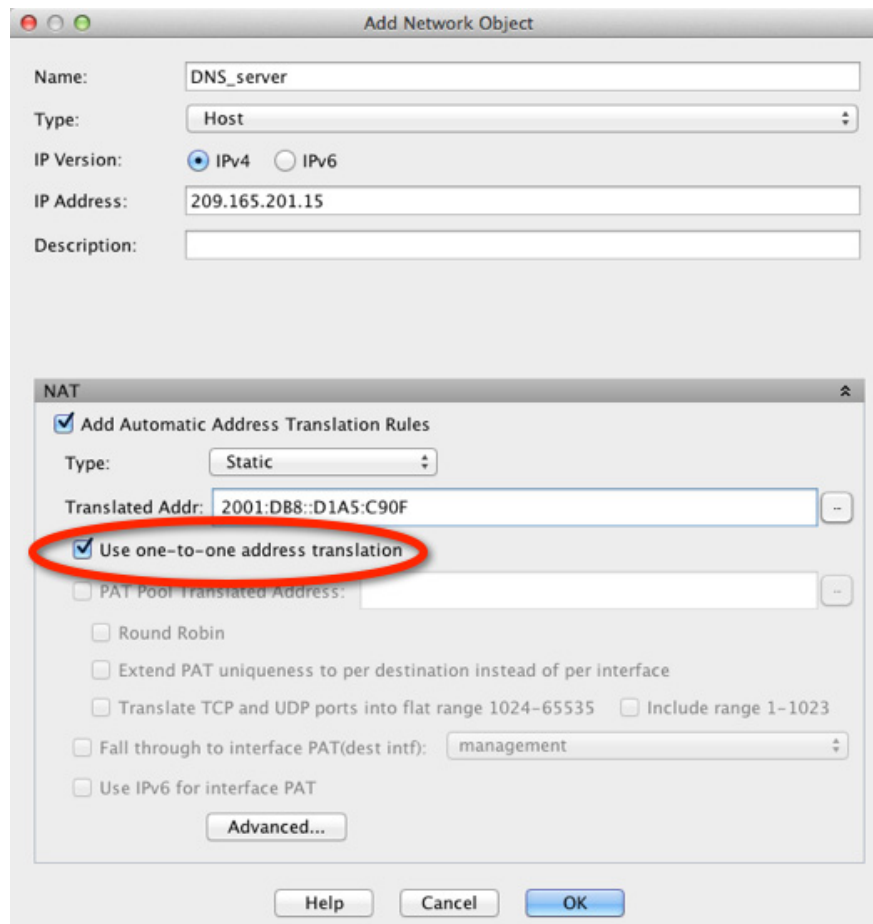 Add Network Object
Name: DNS_server
Type: Host
IP Version: IPv4 IPv6
IP Address: 209.165.201.15
Description:
NAT
Add Automatic Address Translation Rules
Type: Static
Translated Addr: 2001:DB8::D1A5:C90F ..
Use one-to-one address translation
PAT Pool Translated Address: ..
Round Robin
Extend PAT uniqueness to per destination instead of per interface
Translate TCP and UDP ports into flat range 1024-65535 Include range 1-1023
Fall through to interface PAT(dest intf): management
Use IPv6 for interface PAT
Advanced...
Help Cancel OK